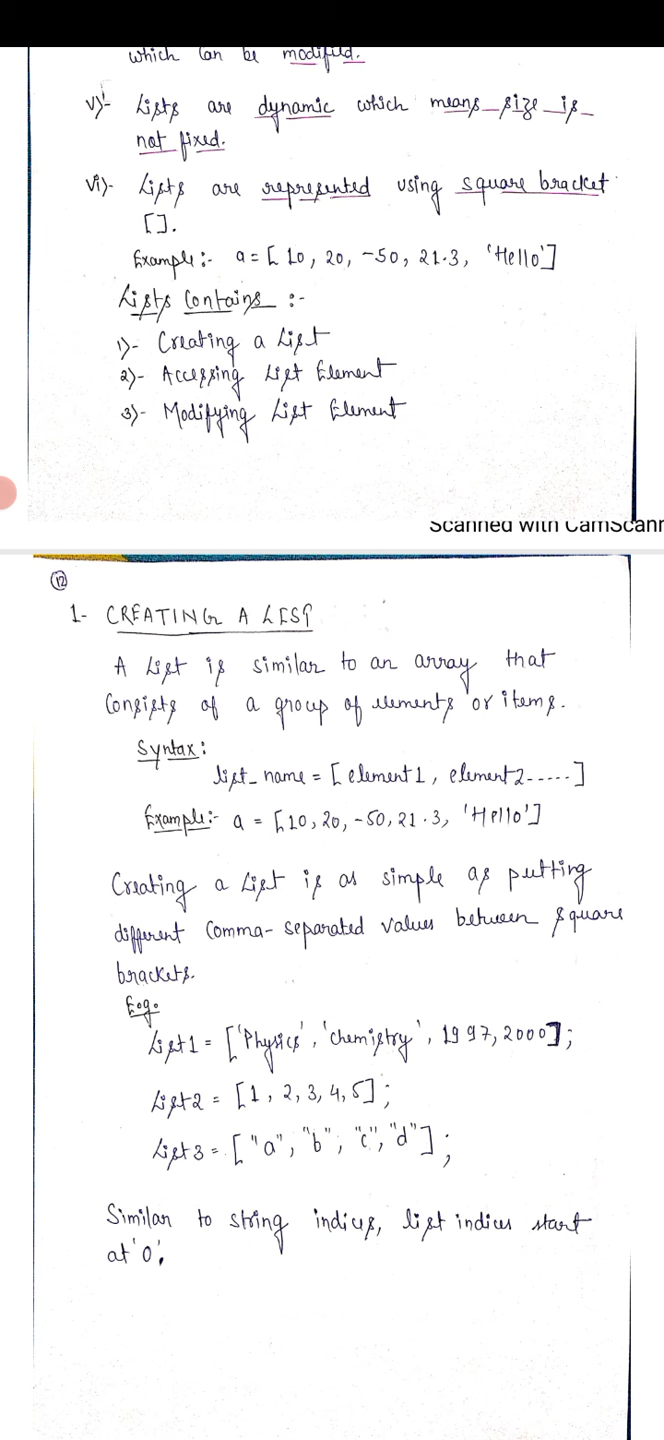 which can be modified.
v)- Lists are dynamic which means size is
not fixed.
vi)- Lists are represented using square bracket
[].
Example:- a = [ 10, 20, -50, 21.3, 'Hello']
Lists Contains :-
1)- Creating a List
2)- Accessing List Element
3)- Modifying List Element
Scanned with CamScann
12
1- CREATING A LIST
A List is similar to an array that
Consists of a group of elements or items.
Syntax:
list_name = [ element1, element2-----]
Example:- a = [10, 20, -50, 21.3, 'Hello']
Creating a List is as simple as putting
different Comma-separated values between square
brackets.
E.g.
List1 = ['Physics', 'chemistry', 1997, 2000];
List2 = [1, 2, 3, 4, 5];
List3 = ["a", "b", "c", "d"];
Similar to string indices, list indices start
at '0'.